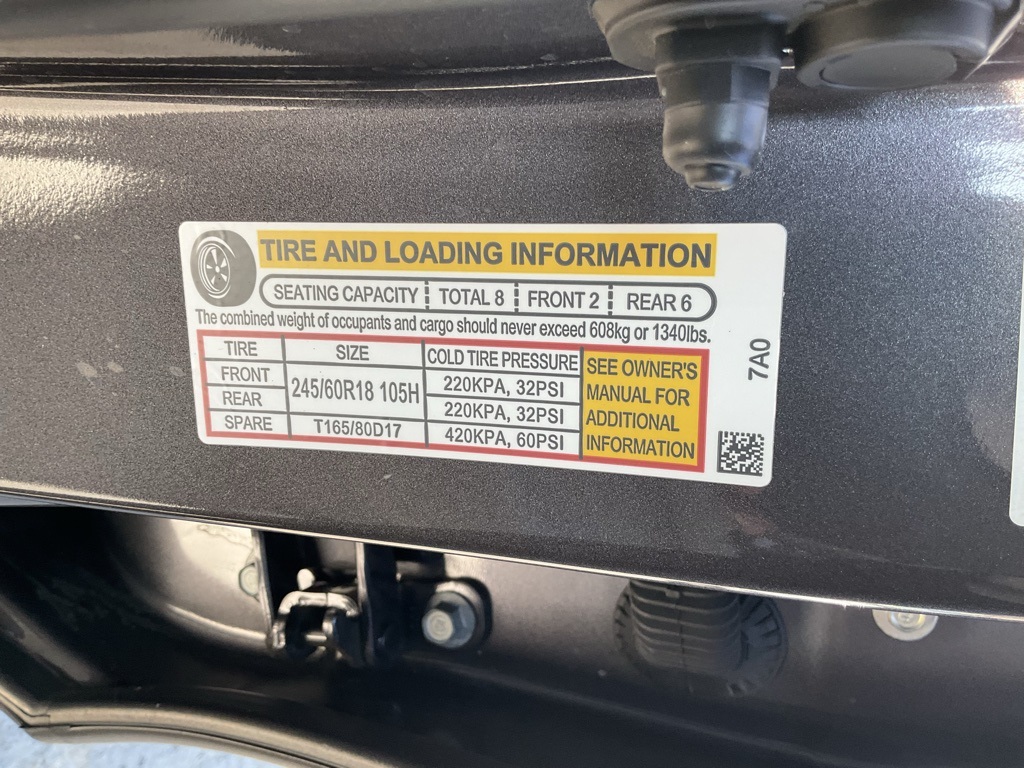 TIRE AND LOADING INFORMATION
SEATING CAPACITY TOTAL 8 FRONT 2 REAR 6
The combined weight of occupants and cargo should never exceed 608kg or 1340lbs.
TIRE SIZE COLD TIRE PRESSURE
FRONT 245/60R18 105H 220KPA, 32PSI
REAR 220KPA, 32PSI
SPARE T165/80D17 420KPA, 60PSI
SEE OWNER'S
MANUAL FOR
ADDITIONAL
INFORMATION
7A0